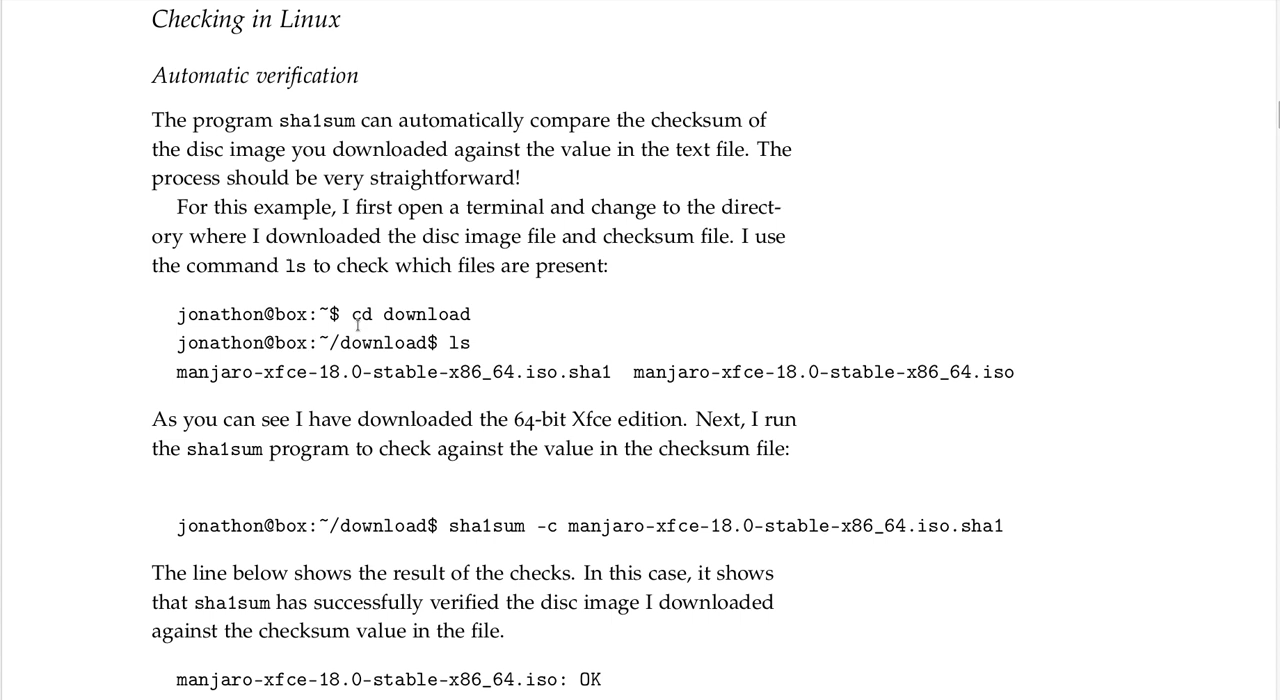 Checking in Linux
Automatic verification
The program sha1sum can automatically compare the checksum of
the disc image you downloaded against the value in the text file. The
process should be very straightforward!
For this example, I first open a terminal and change to the direct-
ory where I downloaded the disc image file and checksum file. I use
the command ls to check which files are present:
jonathon@box:~$ cd download
jonathon@box:~/download$ ls
manjaro-xfce-18.0-stable-x86_64.iso.sha1  manjaro-xfce-18.0-stable-x86_64.iso
As you can see I have downloaded the 64-bit Xfce edition. Next, I run
the sha1sum program to check against the value in the checksum file:
jonathon@box:~/download$ sha1sum -c manjaro-xfce-18.0-stable-x86_64.iso.sha1
The line below shows the result of the checks. In this case, it shows
that sha1sum has successfully verified the disc image I downloaded
against the checksum value in the file.
manjaro-xfce-18.0-stable-x86_64.iso: OK